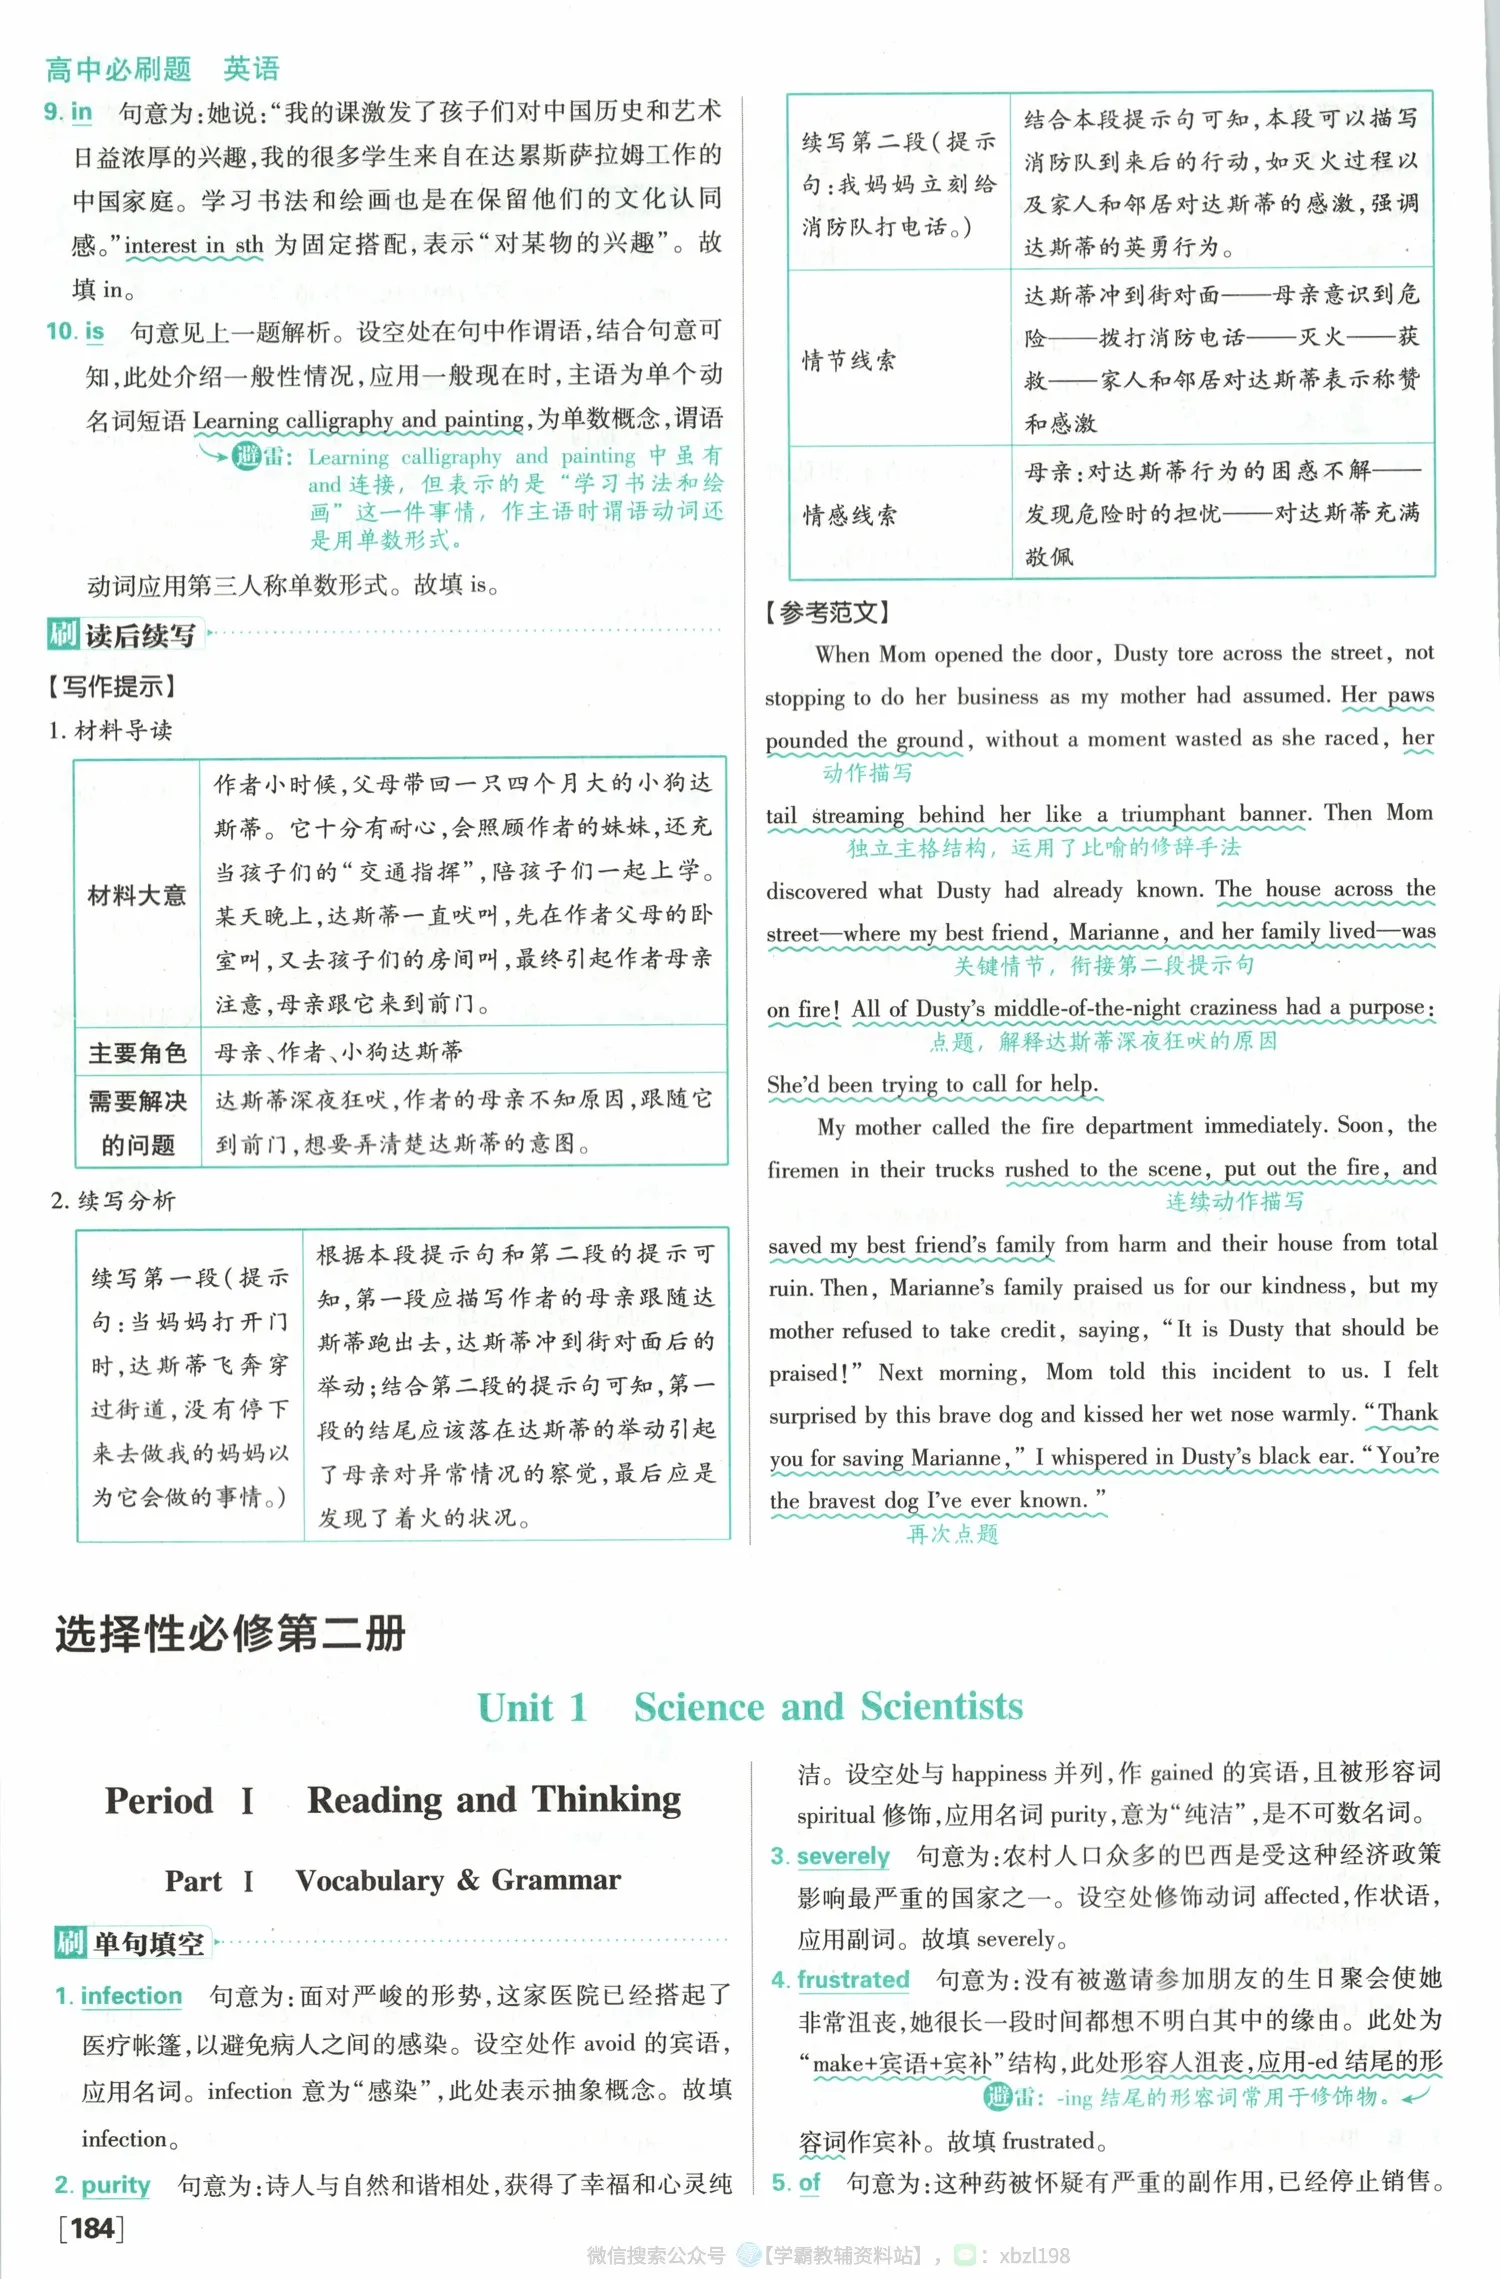 高中必刷题 英语
9. in 句意为:她说:“我的课激发了孩子们对中国历史和艺术
日益浓厚的兴趣,我的很多学生来自在达累斯萨拉姆工作的
中国家庭。学习书法和绘画也是在保留他们的文化认同
感。”interest in sth 为固定搭配,表示“对某物的兴趣”。故
填 in。
10. is 句意见上一题解析。设空处在句中作谓语,结合句意可
知,此处介绍一般性情况,应用一般现在时,主语为单个动
名词短语 Learning calligraphy and painting,为单数概念,谓语
避雷: Learning calligraphy and painting 中虽有
and 连接, 但表示的是“学习书法和绘
画”这一件事情, 作主语时谓语动词还
是用单数形式。
动词应用第三人称单数形式。故填 is。
刷 读后续写
【写作提示】
1. 材料导读
材料大意
作者小时候,父母带回一只四个月大的小狗达
斯蒂。它十分有耐心,会照顾作者的妹妹,还充
当孩子们的“交通指挥”,陪孩子们一起上学。
某天晚上,达斯蒂一直吠叫,先在作者父母的卧
室叫,又去孩子们的房间叫,最终引起作者母亲
注意,母亲跟它来到前门。
主要角色
母亲、作者、小狗达斯蒂
需要解决
的问题
达斯蒂深夜狂吠,作者的母亲不知原因,跟随它
到前门,想要弄清楚达斯蒂的意图。
2. 续写分析
续写第一段(提示
句:当妈妈打开门
时,达斯蒂飞奔穿
过街道,没有停下
来去做我的妈妈以
为它会做的事情。)
根据本段提示句和第二段的提示可
知,第一段应描写作者的母亲跟随达
斯蒂跑出去,达斯蒂冲到街对面后的
举动;结合第二段的提示句可知,第一
段的结尾应该落在达斯蒂的举动引起
了母亲对异常情况的察觉,最后应是
发现了着火的状况。
续写第二段(提示
句:我妈妈立刻给
消防队打电话。)
结合本段提示句可知,本段可以描写
消防队到来后的行动,如灭火过程以
及家人和邻居对达斯蒂的感激,强调
达斯蒂的英勇行为。
情节线索
达斯蒂冲到街对面——母亲意识到危
险——拨打消防电话——灭火——获
救——家人和邻居对达斯蒂表示称赞
和感激
情感线索
母亲:对达斯蒂行为的困惑不解——
发现危险时的担忧——对达斯蒂充满
敬佩
【参考范文】
When Mom opened the door, Dusty tore across the street, not
stopping to do her business as my mother had assumed. Her paws
pounded the ground, without a moment wasted as she raced, her
动作描写
tail streaming behind her like a triumphant banner. Then Mom
独立主格结构, 运用了比喻的修辞手法
discovered what Dusty had already known. The house across the
street—where my best friend, Marianne, and her family lived—was
关键情节, 衔接第二段提示句
on fire! All of Dusty's middle-of-the-night craziness had a purpose:
点题, 解释达斯蒂深夜狂吠的原因
She'd been trying to call for help.
My mother called the fire department immediately. Soon, the
firemen in their trucks rushed to the scene, put out the fire, and
连续动作描写
saved my best friend's family from harm and their house from total
ruin. Then, Marianne's family praised us for our kindness, but my
mother refused to take credit, saying, “It is Dusty that should be
praised!” Next morning, Mom told this incident to us. I felt
surprised by this brave dog and kissed her wet nose warmly. “Thank
you for saving Marianne,” I whispered in Dusty's black ear. “You're
the bravest dog I've ever known. ”
再次点题
选择性必修第二册
Unit 1 Science and Scientists
Period Ⅰ Reading and Thinking
Part Ⅰ Vocabulary & Grammar
刷 单句填空
1. infection 句意为:面对严峻的形势,这家医院已经搭起了
医疗帐篷,以避免病人之间的感染。设空处作 avoid 的宾语,
应用名词。infection 意为“感染”,此处表示抽象概念。故填
infection。
2. purity 句意为:诗人与自然和谐相处,获得了幸福和心灵纯
洁。设空处与 happiness 并列,作 gained 的宾语,且被形容词
spiritual 修饰,应用名词 purity,意为“纯洁”,是不可数名词。
3. severely 句意为:农村人口众多的巴西是受这种经济政策
影响最严重的国家之一。设空处修饰动词 affected,作状语,
应用副词。故填 severely。
4. frustrated 句意为:没有被邀请参加朋友的生日聚会使她
非常沮丧,她很长一段时间都想不明白其中的缘由。此处为
“make+宾语+宾补”结构,此处形容人沮丧,应用-ed 结尾的形
避雷: -ing 结尾的形容词常用于修饰物。
容词作宾补。故填 frustrated。
5. of 句意为:这种药被怀疑有严重的副作用,已经停止销售。
[184]
微信搜索公众号 【学霸教辅资料站】, : xbzl198